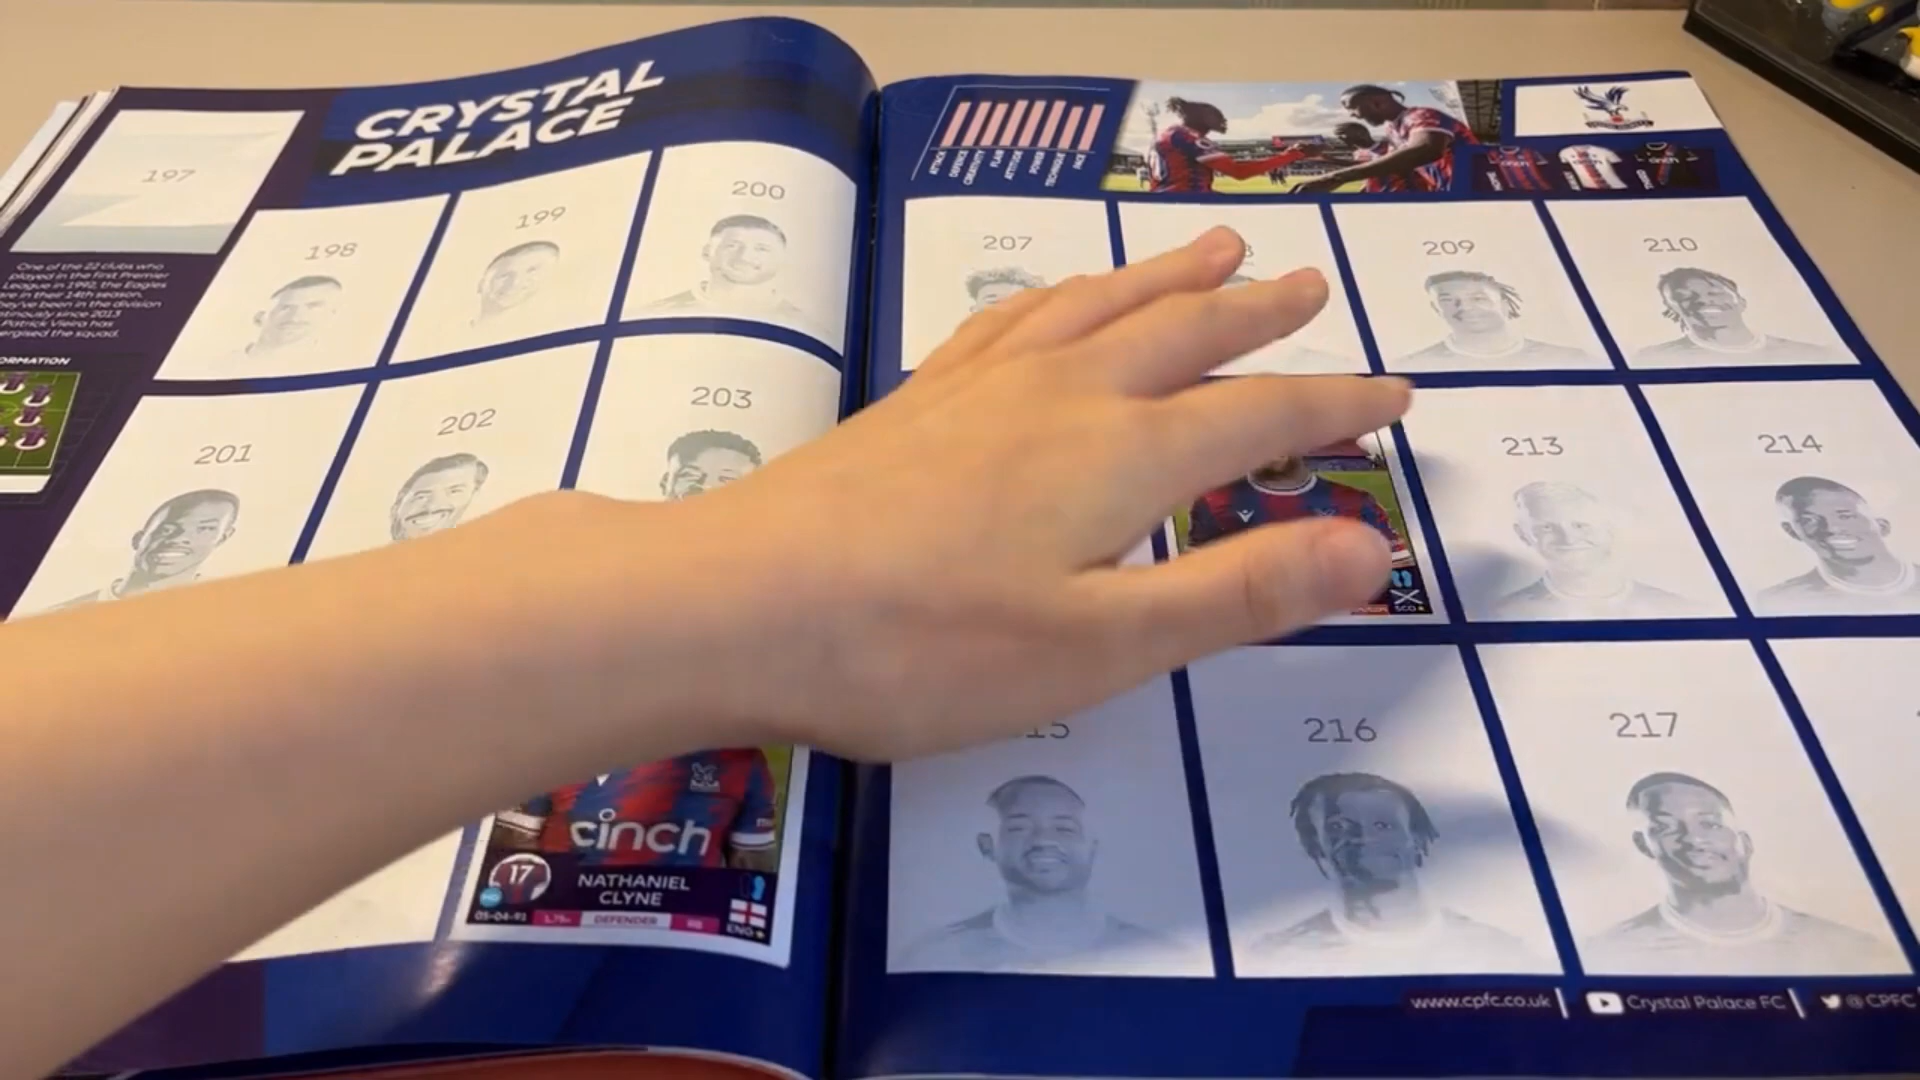 CRYSTAL
PALACE
197
198
199
200
One of the 22 clubs who
played in the first Premier
League in 1992, the Eagles
are in their 14th season.
They've been in the division
since 2013
Patrick Vieira has
the squad.
201
202
203
cinch
17
NATHANIEL
CLYNE
05-04-91
DEFENDER
RB
ENG
ATTACK
DEFENCE
CREATIVITY
FLAIR
ATTITUDE
POWER
TECHNIQUE
PACE
207
209
210
SCO
213
214
15
216
217
www.cpfc.co.uk
Crystal Palace FC
@CPFC